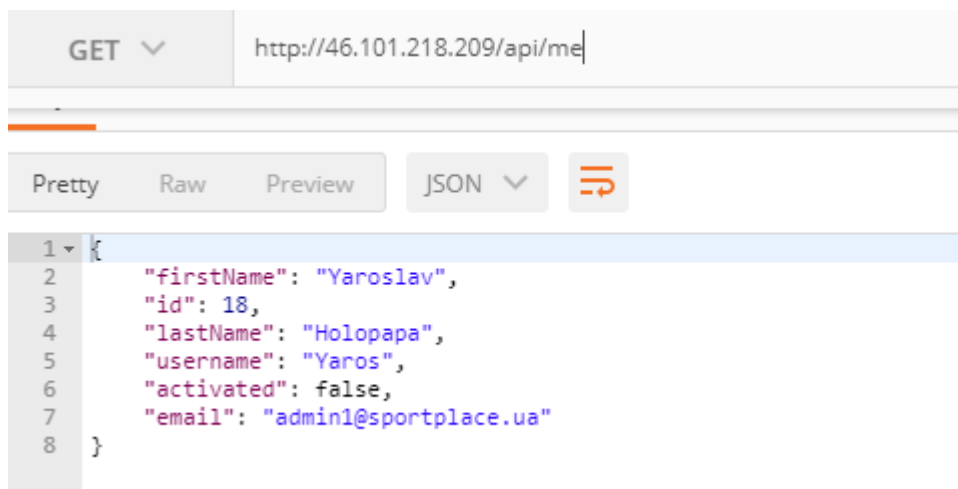 GET http://46.101.218.209/api/me
Pretty Raw Preview JSON
1 {
2 "firstName": "Yaroslav",
3 "id": 18,
4 "lastName": "Holopapa",
5 "username": "Yaros",
6 "activated": false,
7 "email": "admin1@sportplace.ua"
8 }